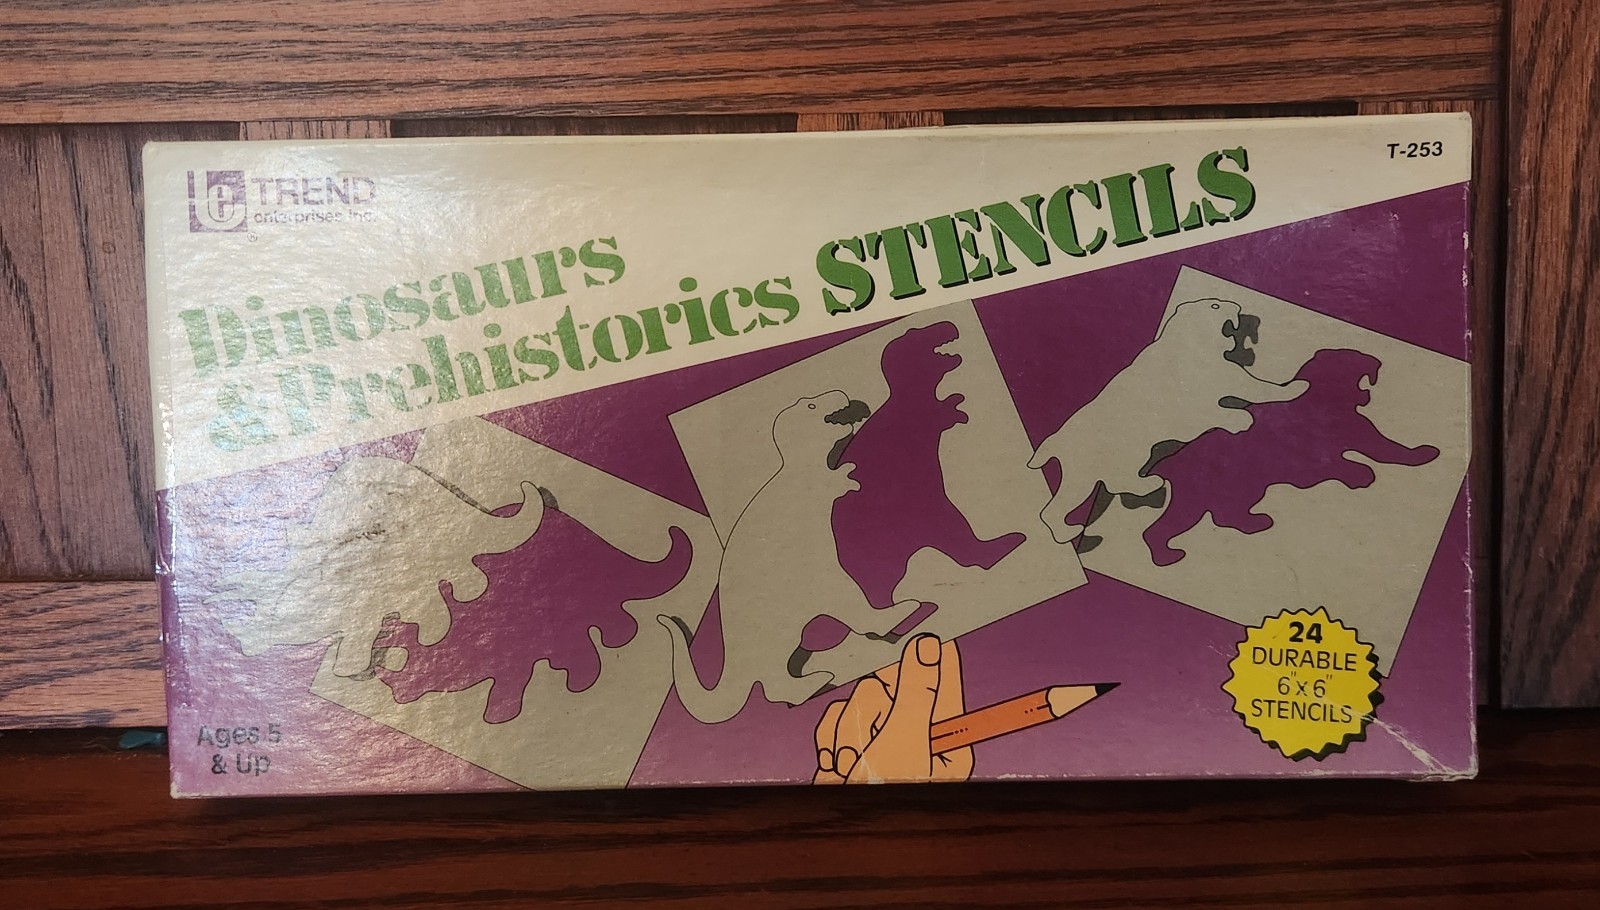 e TREND
enterprises inc.
®
T-253
Dinosaurs
& Prehistorics STENCILS
24
DURABLE
6"x6"
STENCILS
Ages 5
& Up